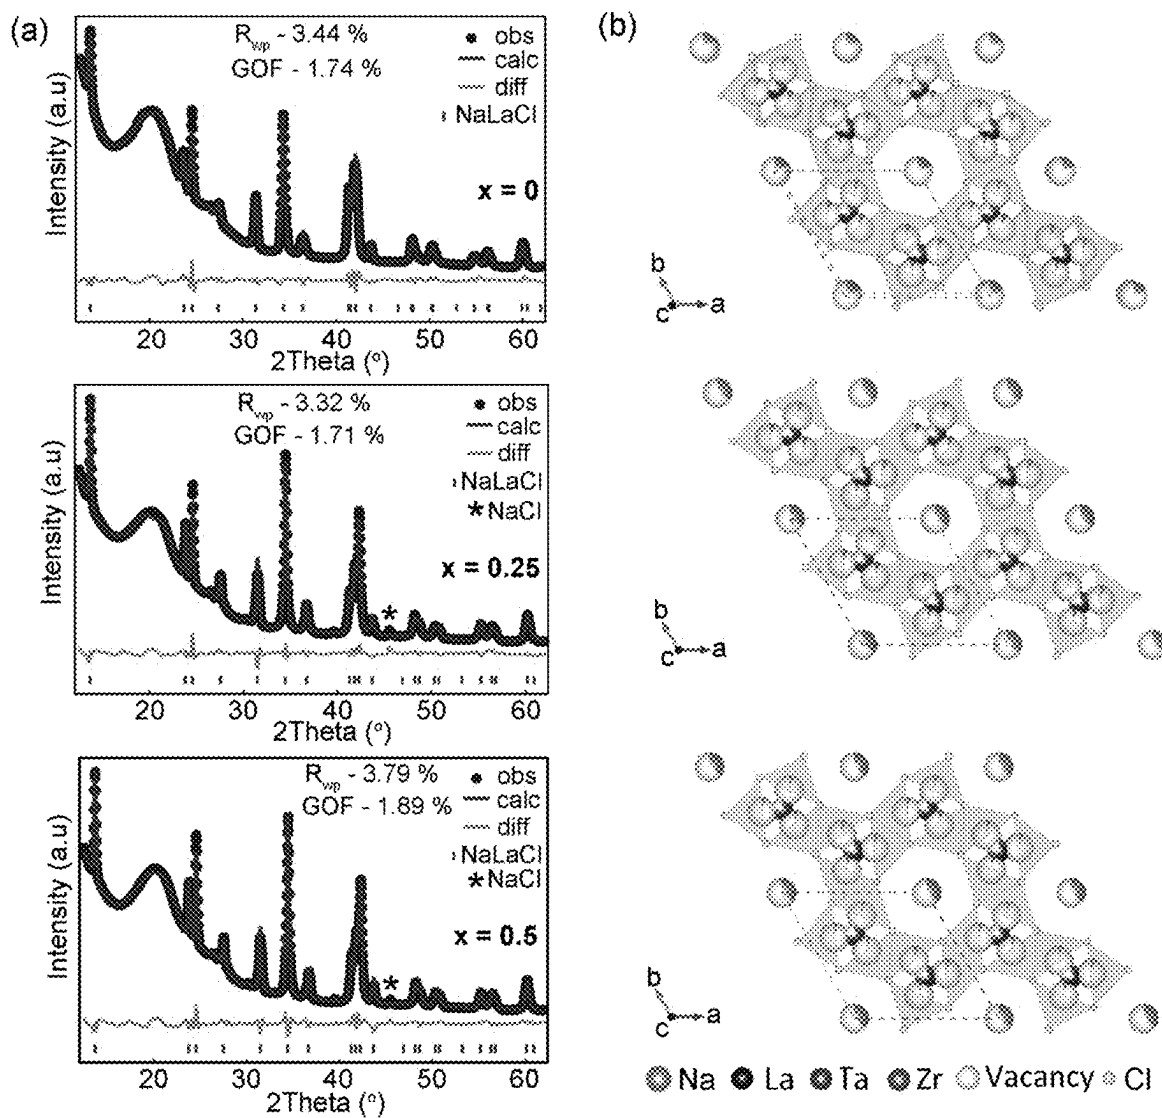 (a)
R_wp - 3.44 %
GOF - 1.74 %
obs
calc
diff
NaLaCl
x = 0
Intensity (a.u)
20 30 40 50 60
2Theta (°)
R_wp - 3.32 %
GOF - 1.71 %
obs
calc
diff
NaLaCl
*NaCl
x = 0.25
*
Intensity (a.u)
20 30 40 50 60
2Theta (°)
R_wp - 3.79 %
GOF - 1.89 %
obs
calc
diff
NaLaCl
*NaCl
x = 0.5
*
Intensity (a.u)
20 30 40 50 60
2Theta (°)
(b)
b
c a
b
c a
b
c a
Na La Ta Zr Vacancy Cl